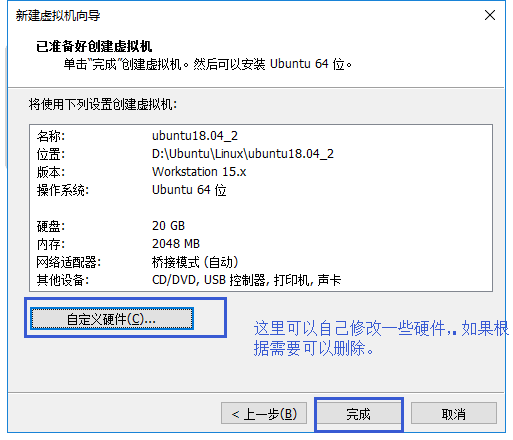 新建虚拟机向导
已准备好创建虚拟机
单击“完成”创建虚拟机。然后可以安装 Ubuntu 64 位。
将使用下列设置创建虚拟机:
名称: ubuntu18.04_2
位置: D:\Ubuntu\Linux\ubuntu18.04_2
版本: Workstation 15.x
操作系统: Ubuntu 64 位
硬盘: 20 GB
内存: 2048 MB
网络适配器: 桥接模式 (自动)
其他设备: CD/DVD, USB 控制器, 打印机, 声卡
自定义硬件(C)...
这里可以自己修改一些硬件，. 如果根
据需要可以删除。
< 上一步(B) 完成 取消